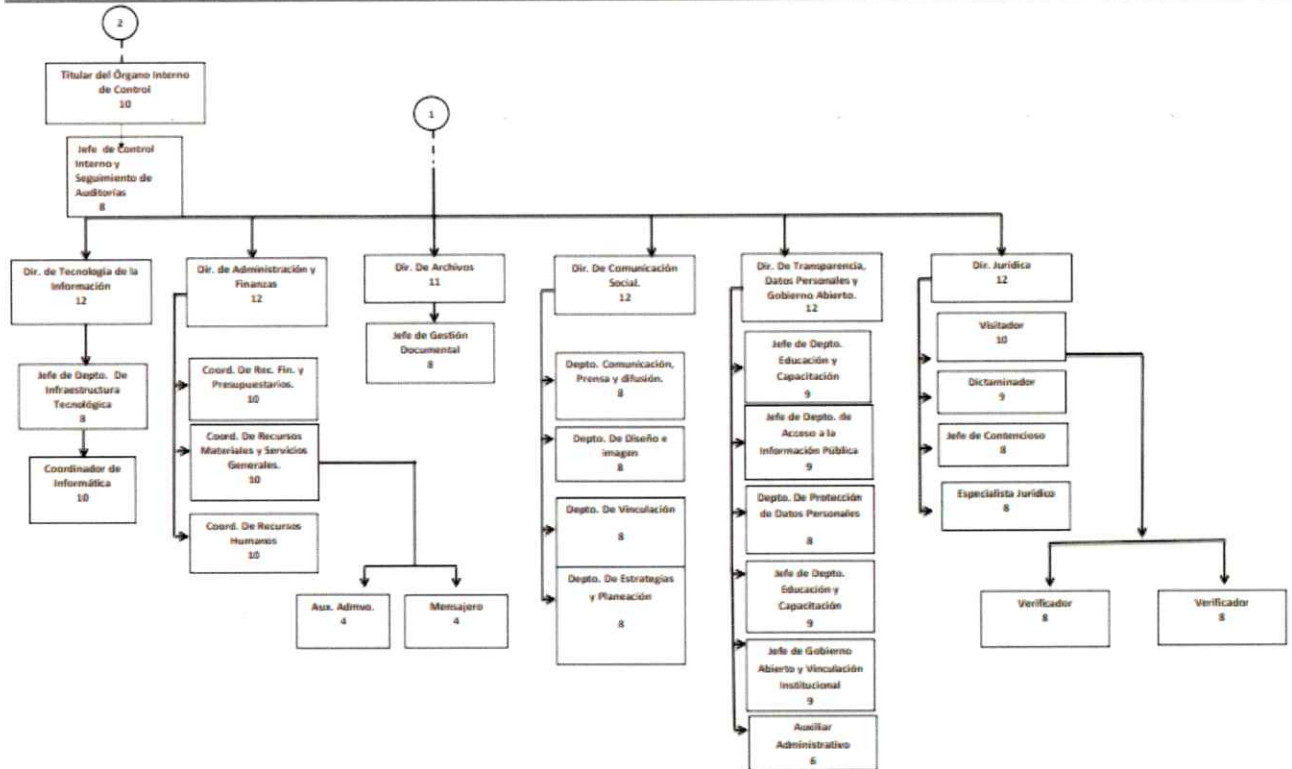 2
Titular del Órgano Interno
de Control
10
1
Jefe de Control
Interno y
Seguimiento de
Auditorías
8
Dir. de Tecnología de la
Información
12
Jefe de Depto. De
Infraestructura
Tecnológica
8
Coordinador de
Informática
10
Dir. de Administración y
Finanzas
12
Coord. De Rec. Fin. y
Presupuestarios.
10
Coord. De Recursos
Materiales y Servicios
Generales.
10
Coord. De Recursos
Humanos
10
Aux. Admvo.
4
Mensajero
4
Dir. De Archivos
11
Jefe de Gestión
Documental
8
Dir. De Comunicación
Social.
12
Depto. Comunicación,
Prensa y difusión.
8
Depto. De Diseño e
imagen
8
Depto. De Vinculación
8
Depto. De Estrategias
y Planeación
8
Dir. De Transparencia,
Datos Personales y
Gobierno Abierto.
12
Jefe de Depto.
Educación y
Capacitación
9
Jefe de Depto. de
Acceso a la
Información Pública
9
Depto. De Protección
de Datos Personales
8
Jefe de Depto.
Educación y
Capacitación
9
Jefe de Gobierno
Abierto y Vinculación
Institucional
9
Auxiliar
Administrativo
6
Dir. Jurídica
12
Visitador
10
Dictaminador
9
Jefe de Contencioso
8
Especialista Jurídico
8
Verificador
8
Verificador
8